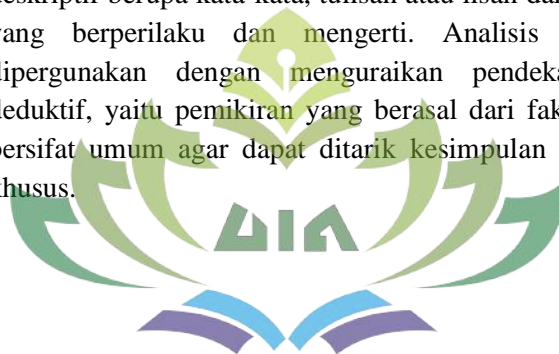 deskriptif berupa kata-kata, tulisan atau lisan dar
yang berperilaku dan mengerti. Analisis
dipergunakan dengan menguraikan pendeka
deduktif, yaitu pemikiran yang berasal dari fak
bersifat umum agar dapat ditarik kesimpulan
khusus.
UIN